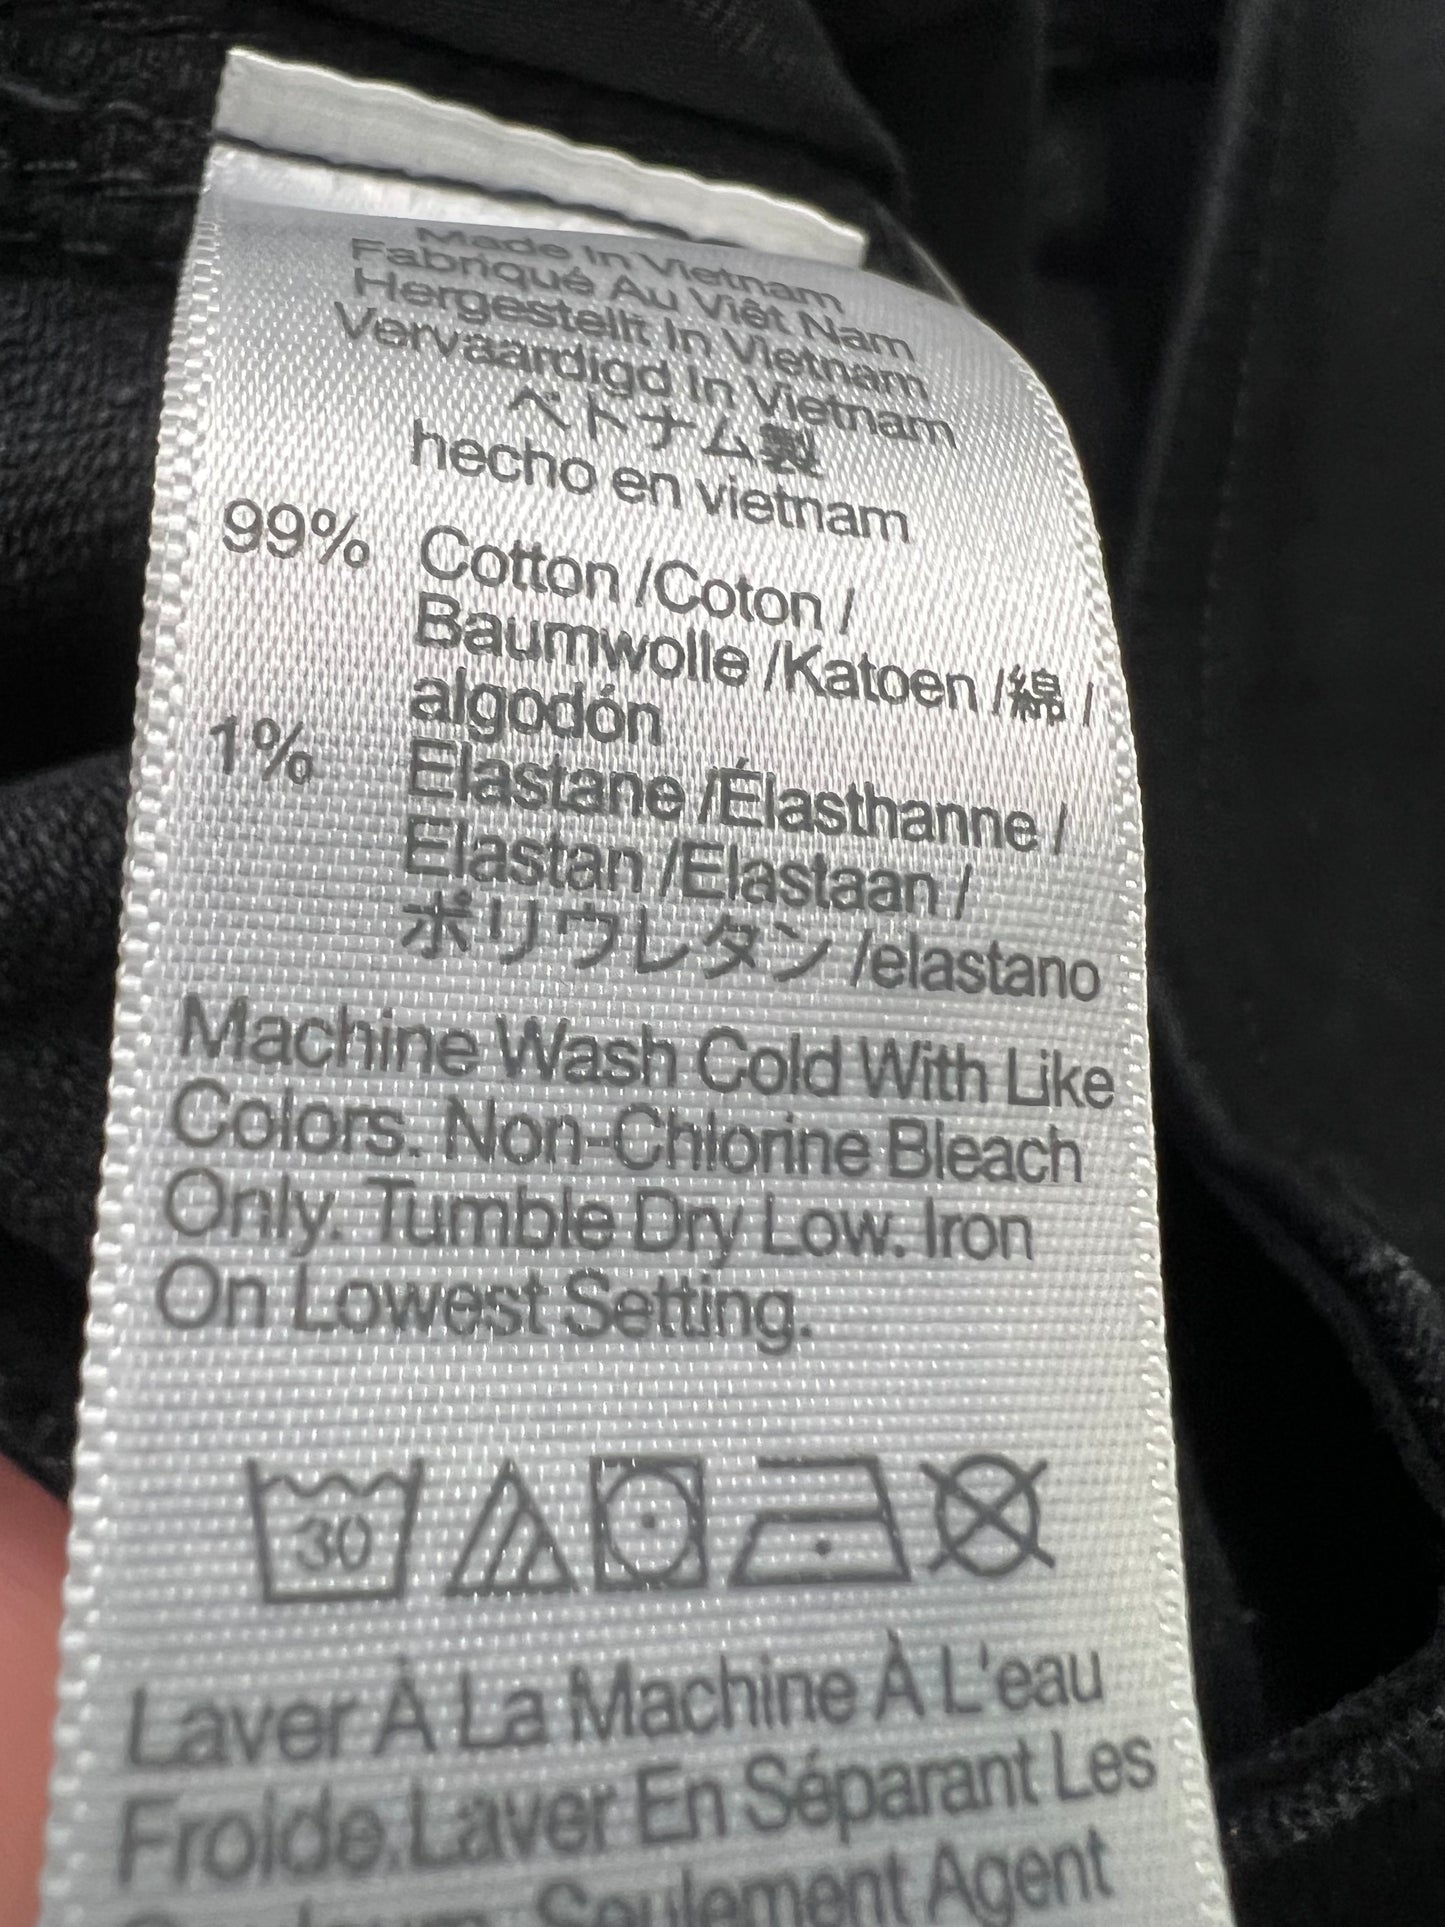 Made In Vietnam
Fabriqué Au Viêt Nam
Hergestellt In Vietnam
Vervaardigd In Vietnam
ベトナム製
hecho en vietnam
99% Cotton /Coton /
Baumwolle /Katoen /綿 /
algodón
1% Elastane /Élasthanne /
Elastan /Elastaan /
ポリウレタン /elastano
Machine Wash Cold With Like
Colors. Non-Chlorine Bleach
Only. Tumble Dry Low. Iron
On Lowest Setting.
30
Laver À La Machine À L'eau
Froide.Laver En Séparant Les
Seulement Agent